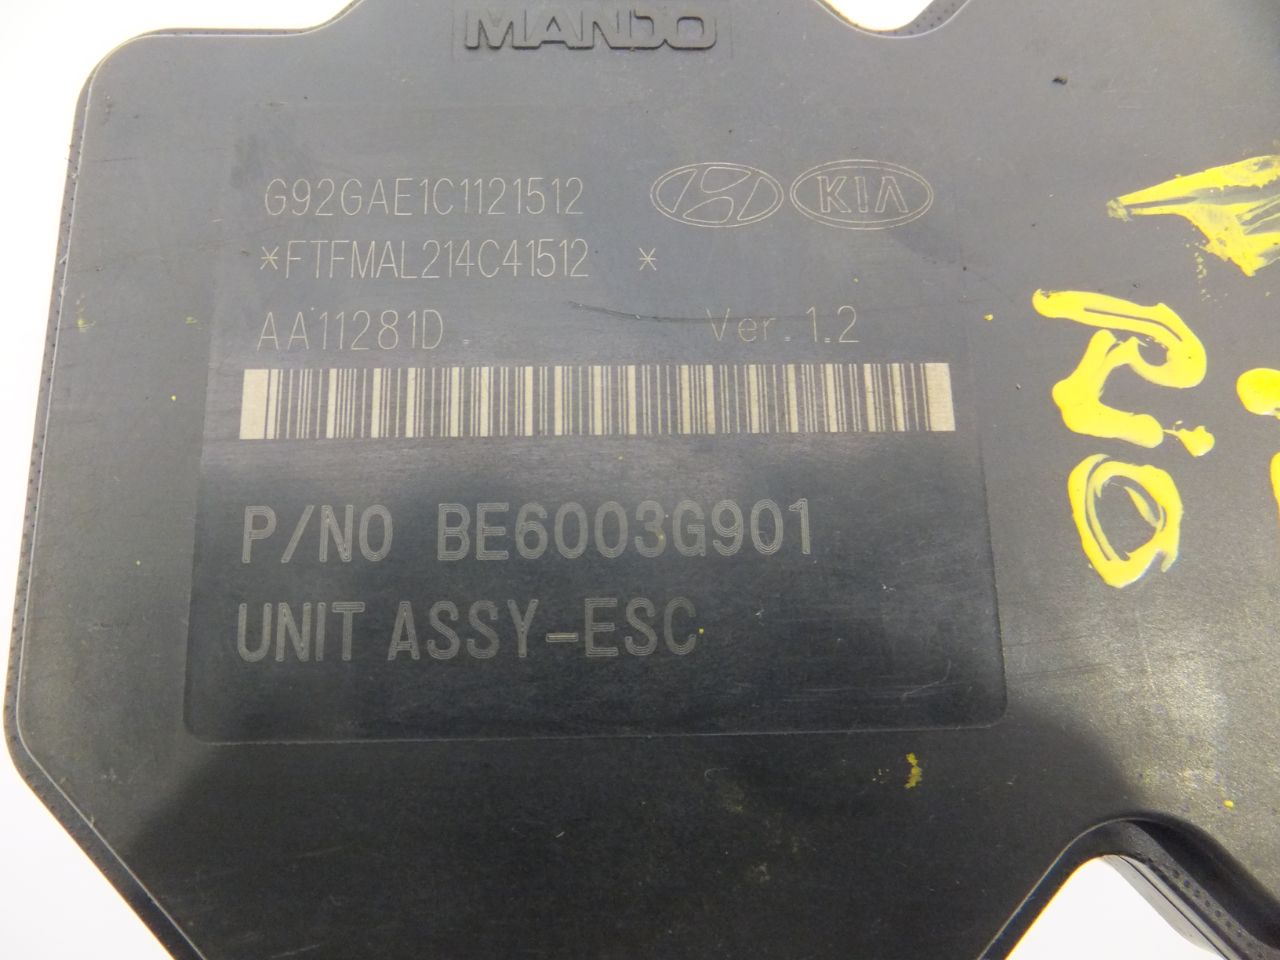 MANDO
G92GAE1C1121512
KIA
*FTFMAL214C41512 *
AA11281D Ver.1.2
P/NO BE6003G901
UNIT ASSY-ESC
RiO